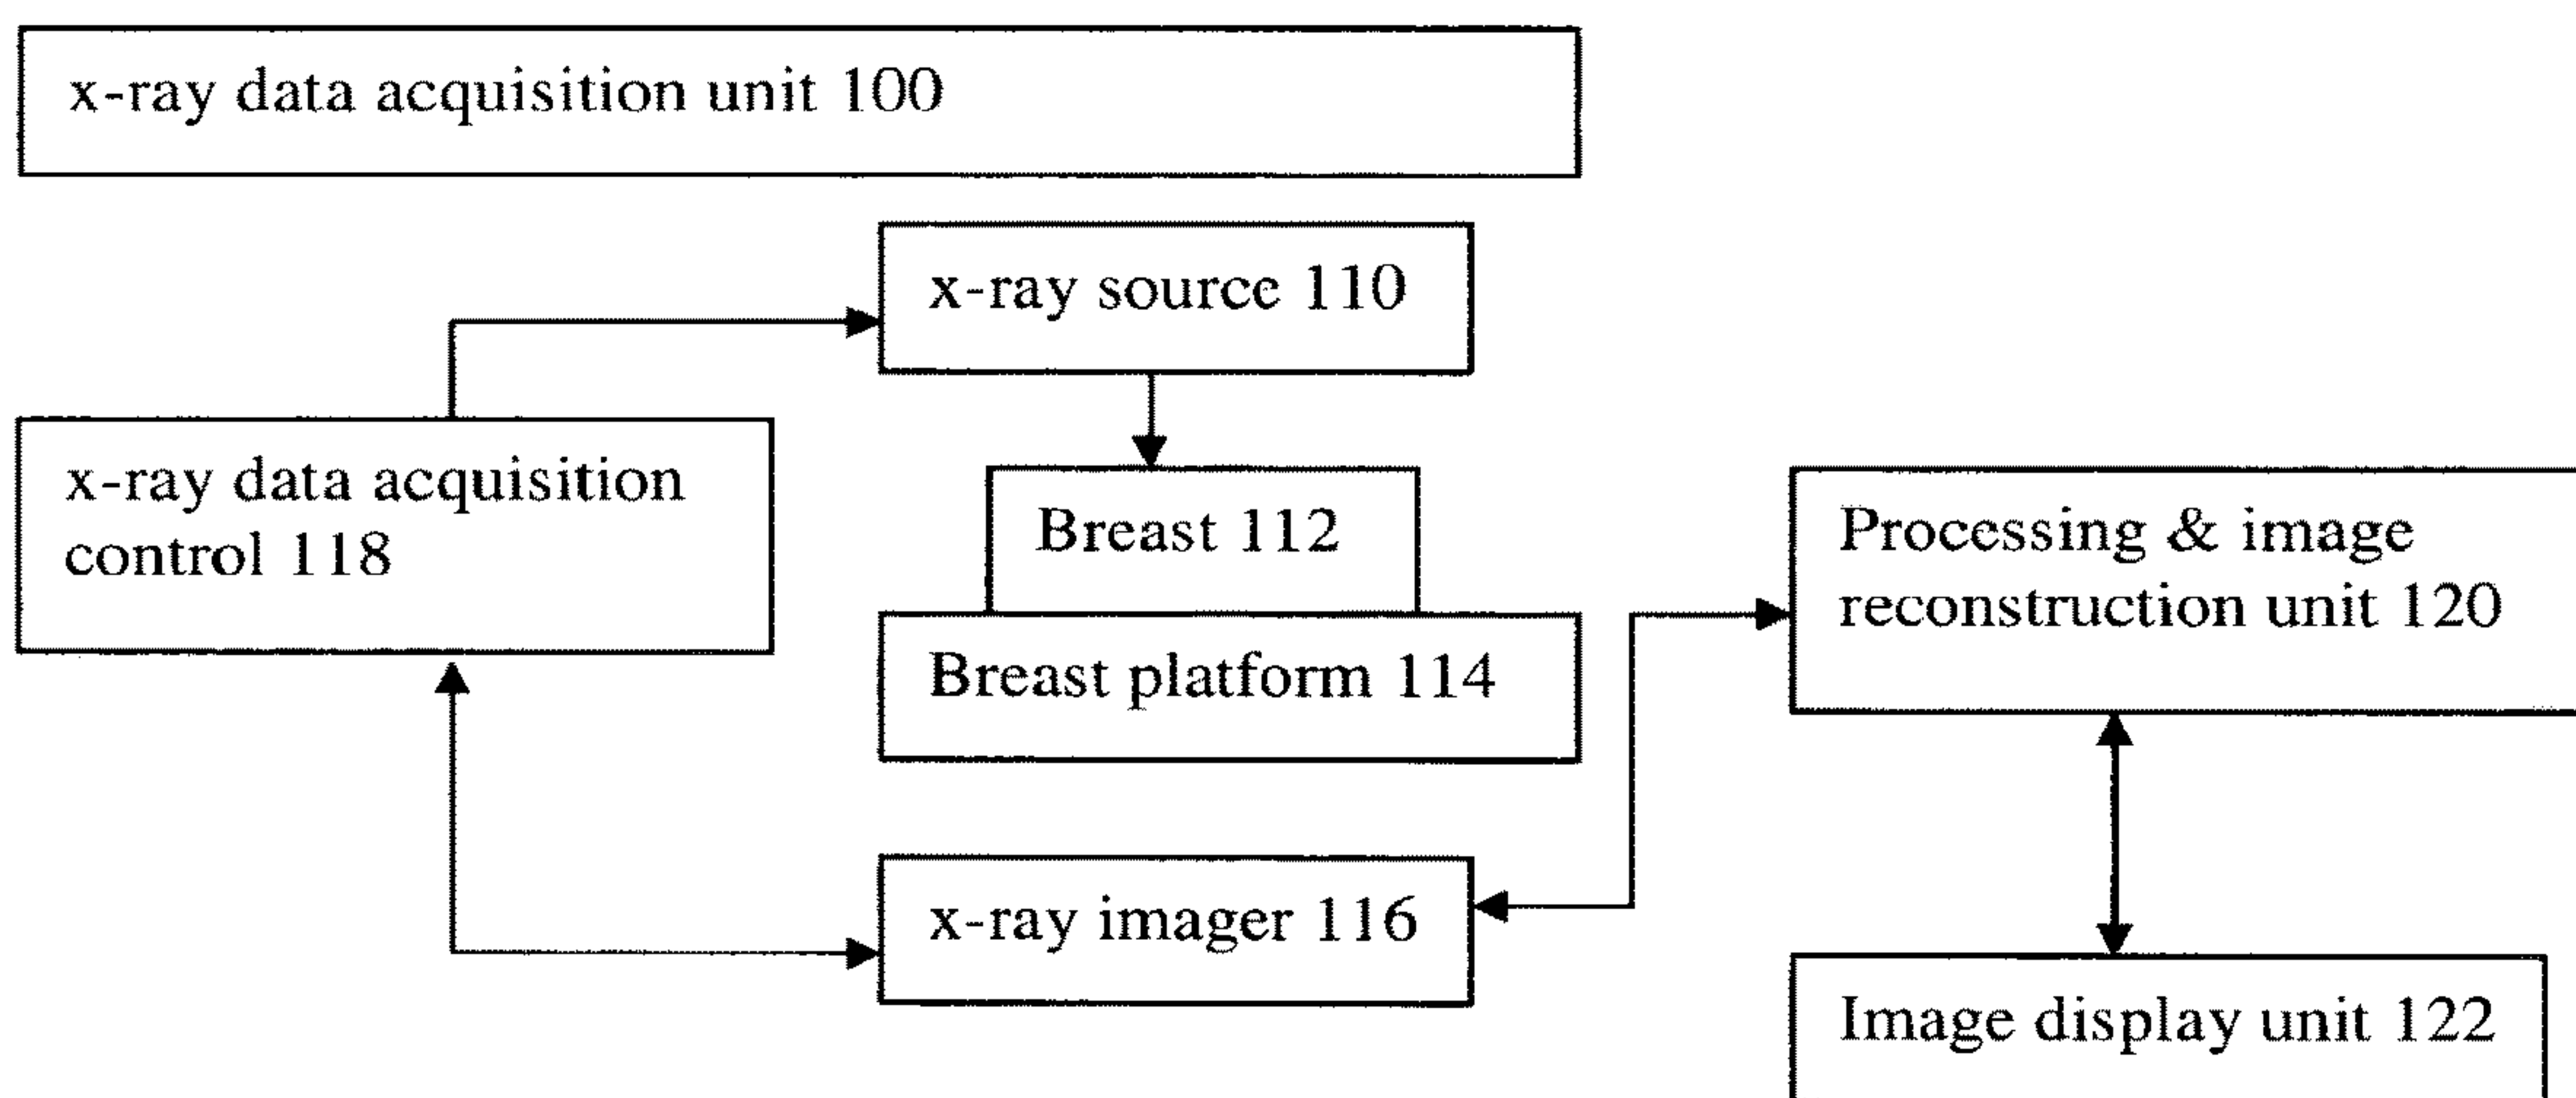 x-ray data acquisition unit 100
x-ray source 110
x-ray data acquisition
control 118
Breast 112
Breast platform 114
Processing & image
reconstruction unit 120
x-ray imager 116
Image display unit 122